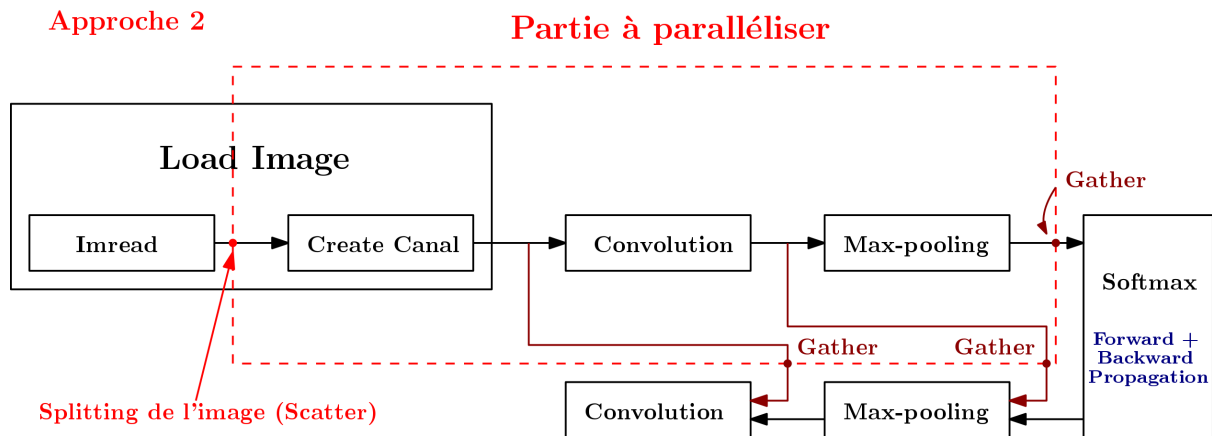 Approche 2
Partie à paralléliser
Load Image
Gather
Imread
Create Canal
Convolution
Max-pooling
Softmax
Forward +
Backward
Propagation
Gather
Gather
Splitting de l'image (Scatter)
Convolution
Max-pooling